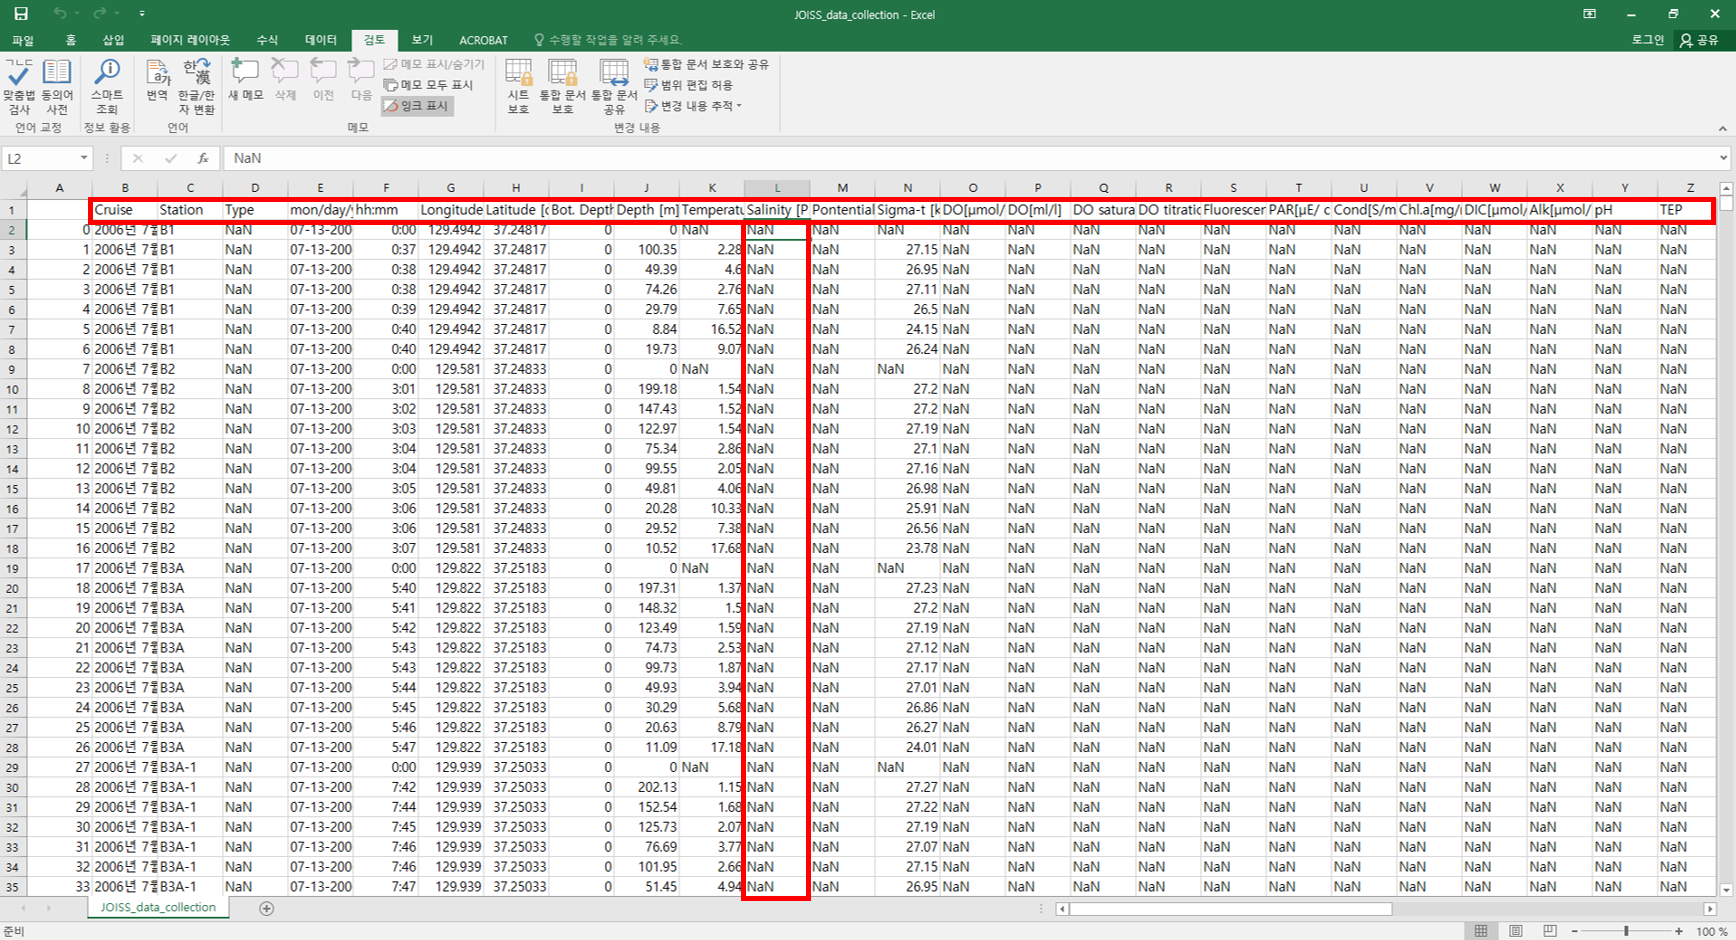 JOISS_data_collection - Excel
파일 홈 삽입 페이지 레이아웃 수식 데이터 검토 보기 ACROBAT 수행할 작업을 알려 주세요. 로그인 공유
맞춤법 검사 동의어 사전 스마트 조회 번역 한글/한자 변환 새 메모 삭제 이전 다음 메모 표시/숨기기 메모 모두 표시 잉크 표시 시트 보호 통합 문서 보호 통합 문서 공유 통합 문서 보호와 공유 범위 편집 허용 변경 내용 추적
언어 교정 정보 활용 언어 메모 변경 내용
L2 fx NaN
A B C D E F G H I J K L M N O P Q R S T U V W X Y Z
1 Cruise Station Type mon/day/y hh:mm Longitude Latitude [d Bot. Depth Depth [m] Temperatu Salinity [P Pontential Sigma-t [k DO[μmol/ DO[ml/l] DO satura DO titratio Fluorescer PAR[μE/ c Cond[S/m Chl.a[mg/ DIC[μmol/ Alk[μmol/ pH TEP
2 0 2006년 7월 B1 NaN 07-13-200 0:00 129.4942 37.24817 0 0 NaN NaN NaN NaN NaN NaN NaN NaN NaN NaN NaN NaN NaN NaN NaN NaN
3 1 2006년 7월 B1 NaN 07-13-200 0:37 129.4942 37.24817 0 100.35 2.28 NaN NaN 27.15 NaN NaN NaN NaN NaN NaN NaN NaN NaN NaN NaN NaN
4 2 2006년 7월 B1 NaN 07-13-200 0:38 129.4942 37.24817 0 49.39 4.6 NaN NaN 26.95 NaN NaN NaN NaN NaN NaN NaN NaN NaN NaN NaN NaN
5 3 2006년 7월 B1 NaN 07-13-200 0:38 129.4942 37.24817 0 74.26 2.76 NaN NaN 27.11 NaN NaN NaN NaN NaN NaN NaN NaN NaN NaN NaN NaN
6 4 2006년 7월 B1 NaN 07-13-200 0:39 129.4942 37.24817 0 29.79 7.65 NaN NaN 26.5 NaN NaN NaN NaN NaN NaN NaN NaN NaN NaN NaN NaN
7 5 2006년 7월 B1 NaN 07-13-200 0:40 129.4942 37.24817 0 8.84 16.52 NaN NaN 24.15 NaN NaN NaN NaN NaN NaN NaN NaN NaN NaN NaN NaN
8 6 2006년 7월 B1 NaN 07-13-200 0:40 129.4942 37.24817 0 19.73 9.07 NaN NaN 26.24 NaN NaN NaN NaN NaN NaN NaN NaN NaN NaN NaN NaN
9 7 2006년 7월 B2 NaN 07-13-200 0:00 129.581 37.24833 0 0 NaN NaN NaN NaN NaN NaN NaN NaN NaN NaN NaN NaN NaN NaN NaN NaN
10 8 2006년 7월 B2 NaN 07-13-200 3:01 129.581 37.24833 0 199.18 1.54 NaN NaN 27.2 NaN NaN NaN NaN NaN NaN NaN NaN NaN NaN NaN NaN
11 9 2006년 7월 B2 NaN 07-13-200 3:02 129.581 37.24833 0 147.43 1.52 NaN NaN 27.2 NaN NaN NaN NaN NaN NaN NaN NaN NaN NaN NaN NaN
12 10 2006년 7월 B2 NaN 07-13-200 3:03 129.581 37.24833 0 122.97 1.54 NaN NaN 27.19 NaN NaN NaN NaN NaN NaN NaN NaN NaN NaN NaN NaN
13 11 2006년 7월 B2 NaN 07-13-200 3:04 129.581 37.24833 0 75.34 2.86 NaN NaN 27.1 NaN NaN NaN NaN NaN NaN NaN NaN NaN NaN NaN NaN
14 12 2006년 7월 B2 NaN 07-13-200 3:04 129.581 37.24833 0 99.55 2.05 NaN NaN 27.16 NaN NaN NaN NaN NaN NaN NaN NaN NaN NaN NaN NaN
15 13 2006년 7월 B2 NaN 07-13-200 3:05 129.581 37.24833 0 49.81 4.06 NaN NaN 26.98 NaN NaN NaN NaN NaN NaN NaN NaN NaN NaN NaN NaN
16 14 2006년 7월 B2 NaN 07-13-200 3:06 129.581 37.24833 0 20.28 10.33 NaN NaN 25.91 NaN NaN NaN NaN NaN NaN NaN NaN NaN NaN NaN NaN
17 15 2006년 7월 B2 NaN 07-13-200 3:06 129.581 37.24833 0 29.52 7.38 NaN NaN 26.56 NaN NaN NaN NaN NaN NaN NaN NaN NaN NaN NaN NaN
18 16 2006년 7월 B2 NaN 07-13-200 3:07 129.581 37.24833 0 10.52 17.68 NaN NaN 23.78 NaN NaN NaN NaN NaN NaN NaN NaN NaN NaN NaN NaN
19 17 2006년 7월 B3A NaN 07-13-200 0:00 129.822 37.25183 0 0 NaN NaN NaN NaN NaN NaN NaN NaN NaN NaN NaN NaN NaN NaN NaN NaN
20 18 2006년 7월 B3A NaN 07-13-200 5:40 129.822 37.25183 0 197.31 1.37 NaN NaN 27.23 NaN NaN NaN NaN NaN NaN NaN NaN NaN NaN NaN NaN
21 19 2006년 7월 B3A NaN 07-13-200 5:41 129.822 37.25183 0 148.32 1.5 NaN NaN 27.2 NaN NaN NaN NaN NaN NaN NaN NaN NaN NaN NaN NaN
22 20 2006년 7월 B3A NaN 07-13-200 5:42 129.822 37.25183 0 123.49 1.59 NaN NaN 27.19 NaN NaN NaN NaN NaN NaN NaN NaN NaN NaN NaN NaN
23 21 2006년 7월 B3A NaN 07-13-200 5:43 129.822 37.25183 0 74.73 2.53 NaN NaN 27.12 NaN NaN NaN NaN NaN NaN NaN NaN NaN NaN NaN NaN
24 22 2006년 7월 B3A NaN 07-13-200 5:43 129.822 37.25183 0 99.73 1.87 NaN NaN 27.17 NaN NaN NaN NaN NaN NaN NaN NaN NaN NaN NaN NaN
25 23 2006년 7월 B3A NaN 07-13-200 5:44 129.822 37.25183 0 49.93 3.94 NaN NaN 27.01 NaN NaN NaN NaN NaN NaN NaN NaN NaN NaN NaN NaN
26 24 2006년 7월 B3A NaN 07-13-200 5:45 129.822 37.25183 0 30.29 5.68 NaN NaN 26.86 NaN NaN NaN NaN NaN NaN NaN NaN NaN NaN NaN NaN
27 25 2006년 7월 B3A NaN 07-13-200 5:46 129.822 37.25183 0 20.63 8.79 NaN NaN 26.27 NaN NaN NaN NaN NaN NaN NaN NaN NaN NaN NaN NaN
28 26 2006년 7월 B3A NaN 07-13-200 5:47 129.822 37.25183 0 11.09 17.18 NaN NaN 24.01 NaN NaN NaN NaN NaN NaN NaN NaN NaN NaN NaN NaN
29 27 2006년 7월 B3A-1 NaN 07-13-200 0:00 129.939 37.25033 0 0 NaN NaN NaN NaN NaN NaN NaN NaN NaN NaN NaN NaN NaN NaN NaN NaN
30 28 2006년 7월 B3A-1 NaN 07-13-200 7:42 129.939 37.25033 0 202.13 1.15 NaN NaN 27.27 NaN NaN NaN NaN NaN NaN NaN NaN NaN NaN NaN NaN
31 29 2006년 7월 B3A-1 NaN 07-13-200 7:44 129.939 37.25033 0 152.54 1.68 NaN NaN 27.22 NaN NaN NaN NaN NaN NaN NaN NaN NaN NaN NaN NaN
32 30 2006년 7월 B3A-1 NaN 07-13-200 7:45 129.939 37.25033 0 125.73 2.07 NaN NaN 27.19 NaN NaN NaN NaN NaN NaN NaN NaN NaN NaN NaN NaN
33 31 2006년 7월 B3A-1 NaN 07-13-200 7:46 129.939 37.25033 0 76.69 3.77 NaN NaN 27.07 NaN NaN NaN NaN NaN NaN NaN NaN NaN NaN NaN NaN
34 32 2006년 7월 B3A-1 NaN 07-13-200 7:46 129.939 37.25033 0 101.95 2.66 NaN NaN 27.15 NaN NaN NaN NaN NaN NaN NaN NaN NaN NaN NaN NaN
35 33 2006년 7월 B3A-1 NaN 07-13-200 7:47 129.939 37.25033 0 51.45 4.94 NaN NaN 26.95 NaN NaN NaN NaN NaN NaN NaN NaN NaN NaN NaN NaN
JOISS_data_collection
준비 100 %